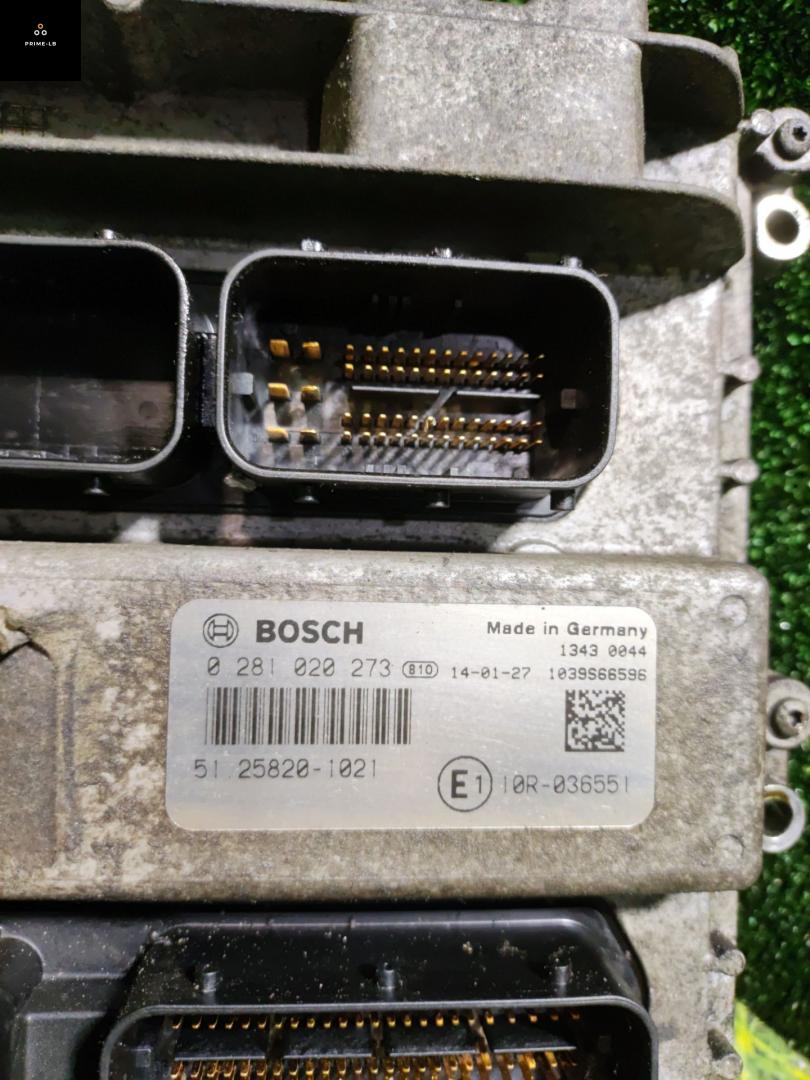 PRIME-LB
BOSCH
Made in Germany
1343 0044
0 281 020 273 B10 14-01-27 1039S66596
51.25820-1021
E1 10R-036551